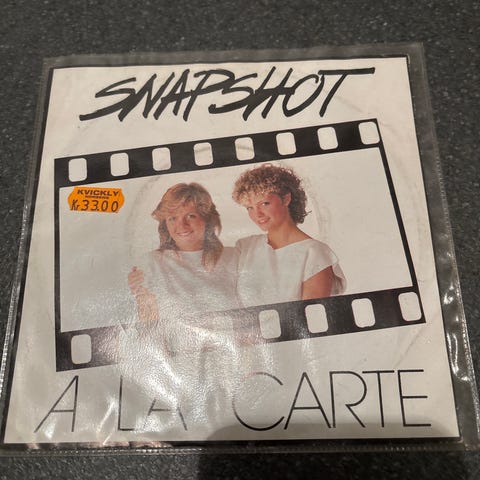 SNAPSHOT
KVICKLY
Kr 33.00
A LA CARTE